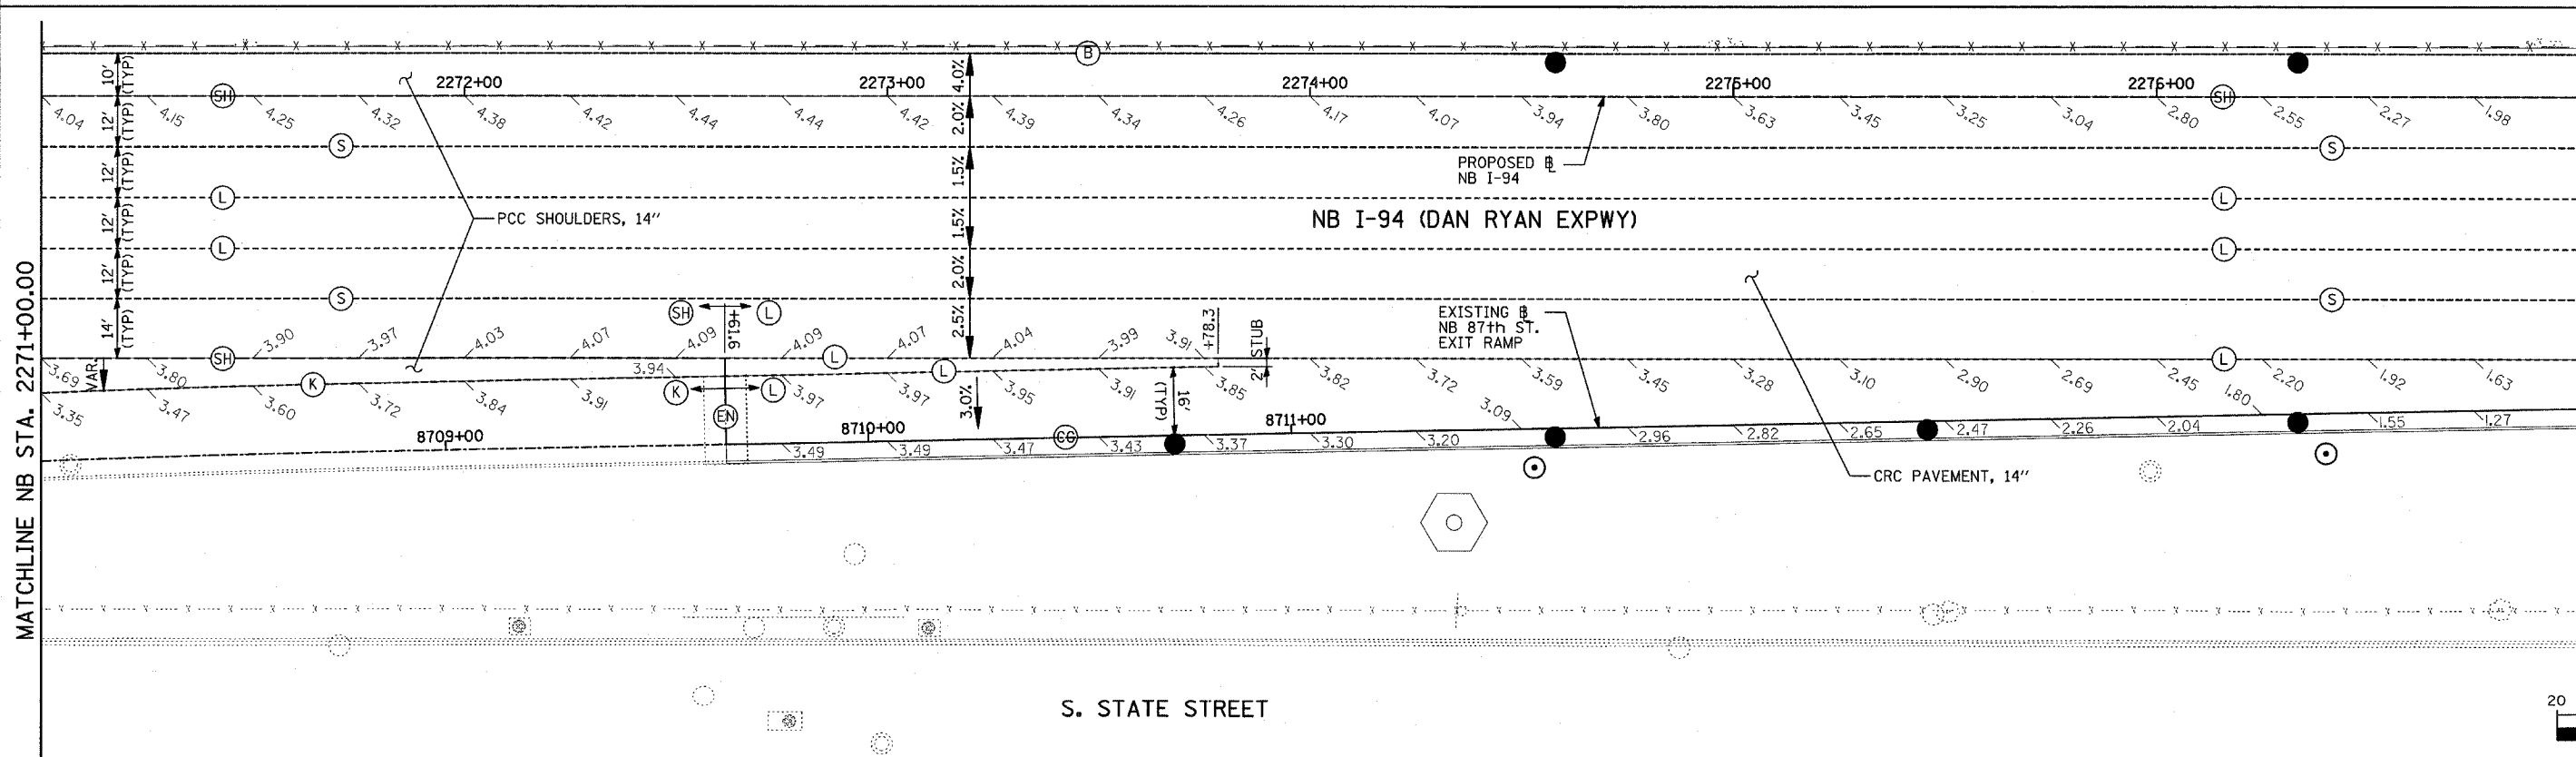 B
10' (TYP)
4.0%
2272+00
2273+00
2274+00
2275+00
2276+00
SH
SH
4.04 4.15 4.25 4.32 4.38 4.42 4.44 4.44 4.42 4.39 4.34 4.26 4.17 4.07 3.94 3.80 3.63 3.45 3.25 3.04 2.80 2.55 2.27 1.98
12' (TYP)
2.0%
S
S
PROPOSED ⅊
NB I-94
12' (TYP)
1.5%
L
L
PCC SHOULDERS, 14"
NB I-94 (DAN RYAN EXPWY)
12' (TYP)
1.5%
L
L
12' (TYP)
2.0%
S
S
14' (TYP)
2.5%
SH
L
+61.6
+78.3
2' STUB
EXISTING ⅊
NB 87th ST.
EXIT RAMP
3.90 3.97 4.03 4.07 4.09 4.09 4.07 4.04 3.99 3.91
SH
L
L
VAR.
3.69 3.80 3.94 3.82 3.72 3.59 3.45 3.28 3.10 2.90 2.69 2.45 2.20 1.92 1.63
K
K
L
L
3.35 3.47 3.60 3.72 3.84 3.91 3.97 3.97 3.95 3.91 3.85
3.0%
16' (TYP)
EN
CG
3.09
1.80
8709+00
8710+00
8711+00
3.49 3.49 3.47 3.43 3.37 3.30 3.20 2.96 2.82 2.65 2.47 2.26 2.04 1.55 1.27
CRC PAVEMENT, 14"
MATCHLINE NB STA. 2271+00.00
S. STATE STREET
20